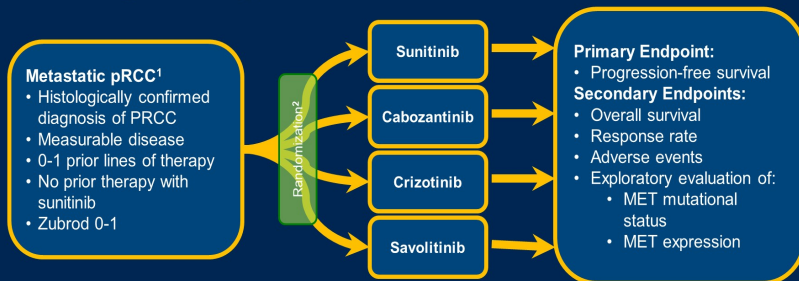 Metastatic pRCC¹
• Histologically confirmed
diagnosis of PRCC
• Measurable disease
• 0-1 prior lines of therapy
• No prior therapy with
sunitinib
• Zubrod 0-1
Randomization²
Sunitinib
Cabozantinib
Crizotinib
Savolitinib
Primary Endpoint:
• Progression-free survival
Secondary Endpoints:
• Overall survival
• Response rate
• Adverse events
• Exploratory evaluation of:
• MET mutational
status
• MET expression